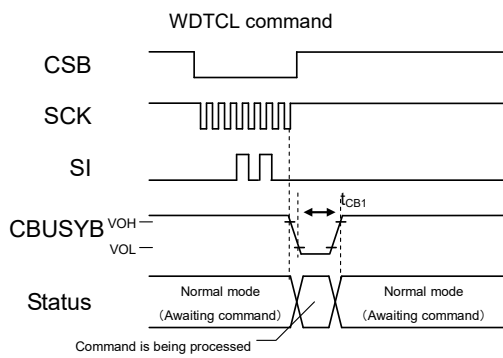 WDTCL command
CSB
SCK
SI
tCB1
VOH
CBUSYB
VOL
Status
Normal mode
（Awaiting command）
Normal mode
（Awaiting command）
Command is being processed